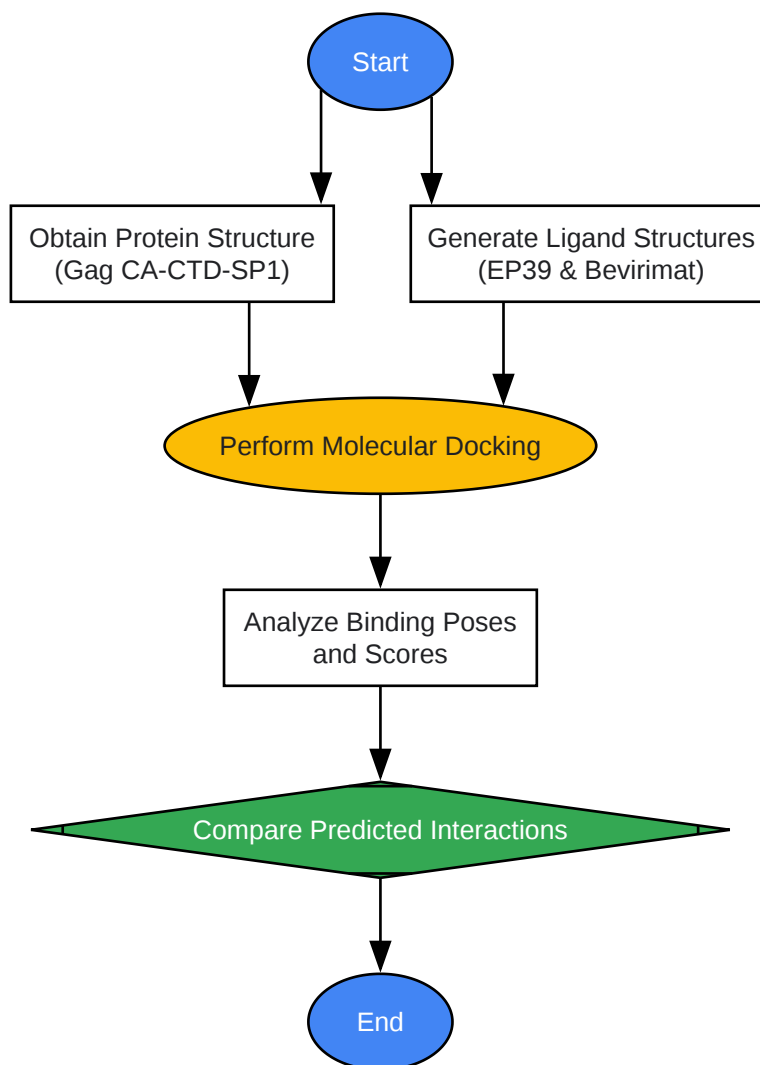 Start
Obtain Protein Structure
(Gag CA-CTD-SP1)
Generate Ligand Structures
(EP39 & Bevirimat)
Perform Molecular Docking
Analyze Binding Poses
and Scores
Compare Predicted Interactions
End